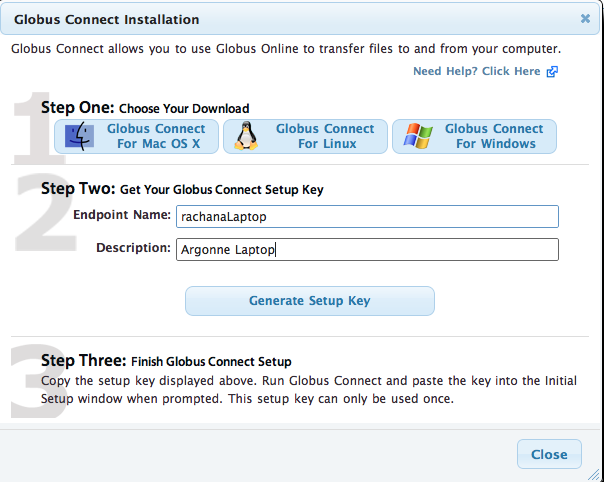 Globus Connect Installation
Globus Connect allows you to use Globus Online to transfer files to and from your computer.
Need Help? Click Here
1
Step One: Choose Your Download
Globus Connect For Mac OS X
Globus Connect For Linux
Globus Connect For Windows
2
Step Two: Get Your Globus Connect Setup Key
Endpoint Name: rachanaLaptop
Description: Argonne Laptop
Generate Setup Key
3
Step Three: Finish Globus Connect Setup
Copy the setup key displayed above. Run Globus Connect and paste the key into the Initial
Setup window when prompted. This setup key can only be used once.
Close